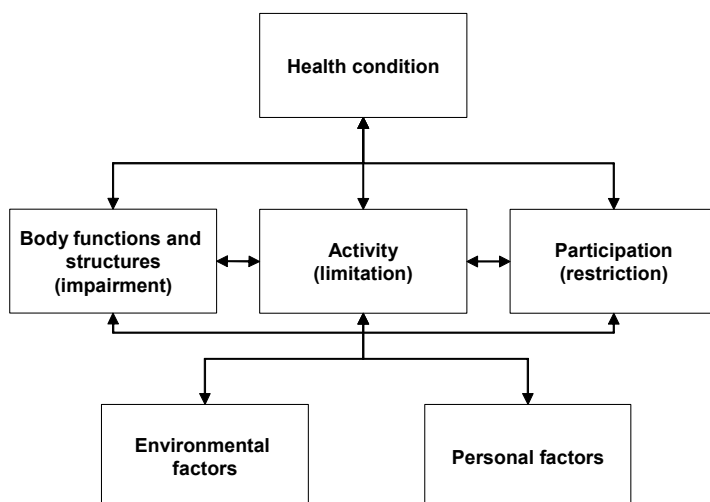 Health condition
Body functions and
structures
(impairment)
Activity
(limitation)
Participation
(restriction)
Environmental
factors
Personal factors